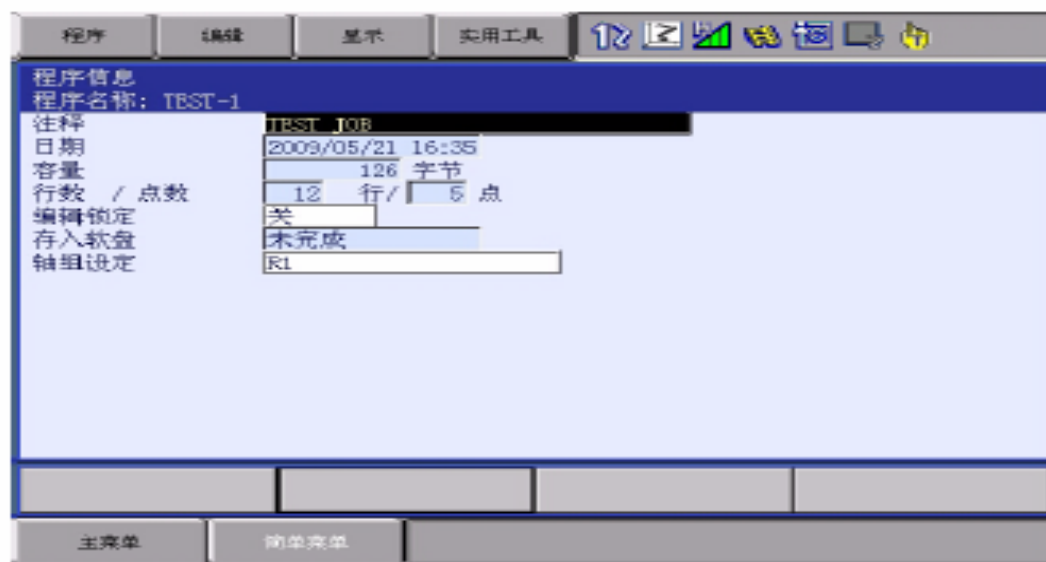 程序 编辑 显示 实用工具
程序信息
程序名称: TEST-1
注释 TEST JOB
日期 2009/05/21 16:35
容量 126 字节
行数 / 点数 12 行/ 5 点
编辑锁定 关
存入软盘 未完成
轴组设定 R1
主菜单 简单菜单